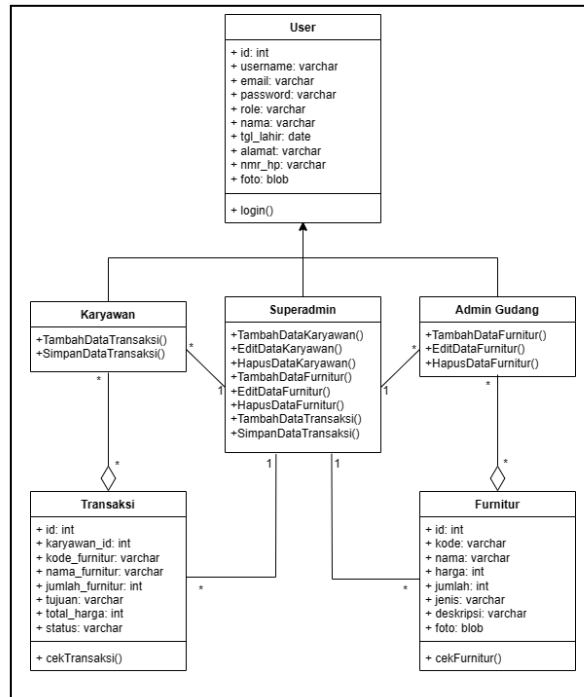 User
+ id: int
+ username: varchar
+ email: varchar
+ password: varchar
+ role: varchar
+ nama: varchar
+ tgl_lahir: date
+ alamat: varchar
+ nmr_hp: varchar
+ foto: blob
+ login()
Karyawan
+TambahDataTransaksi()
+SimpanDataTransaksi()
Superadmin
+TambahDataKaryawan()
+EditDataKaryawan()
+HapusDataKaryawan()
+TambahDataFurnitur()
+EditDataFurnitur()
+HapusDataFurnitur()
+TambahDataTransaksi()
+SimpanDataTransaksi()
Admin Gudang
+TambahDataFurnitur()
+EditDataFurnitur()
+HapusDataFurnitur()
*
1
*
1
*
*
*
*
1
1
*
*
Transaksi
+ id: int
+ karyawan_id: int
+ kode_furnitur: varchar
+ nama_furnitur: varchar
+ jumlah_furnitur: int
+ tujuan: varchar
+ total_harga: int
+ status: varchar
+ cekTransaksi()
Furnitur
+ id: int
+ kode: varchar
+ nama: varchar
+ harga: int
+ jumlah: int
+ jenis: varchar
+ deskripsi: varchar
+ foto: blob
+ cekFurnitur()